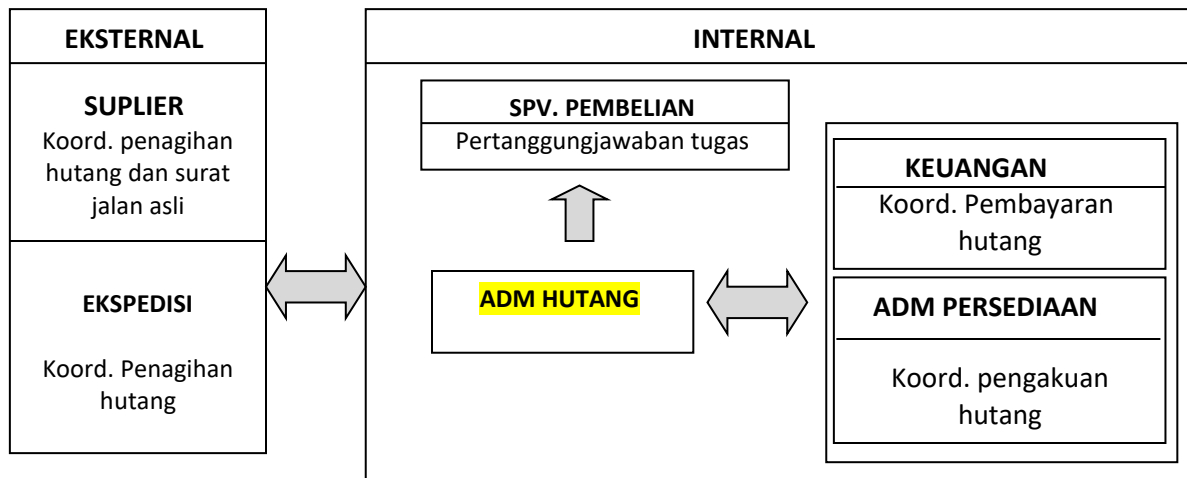 EKSTERNAL
SUPLIER
Koord. penagihan
hutang dan surat
jalan asli
EKSPEDISI
Koord. Penagihan
hutang
INTERNAL
SPV. PEMBELIAN
Pertanggungjawaban tugas
ADM HUTANG
KEUANGAN
Koord. Pembayaran
hutang
ADM PERSEDIAAN
Koord. pengakuan
hutang